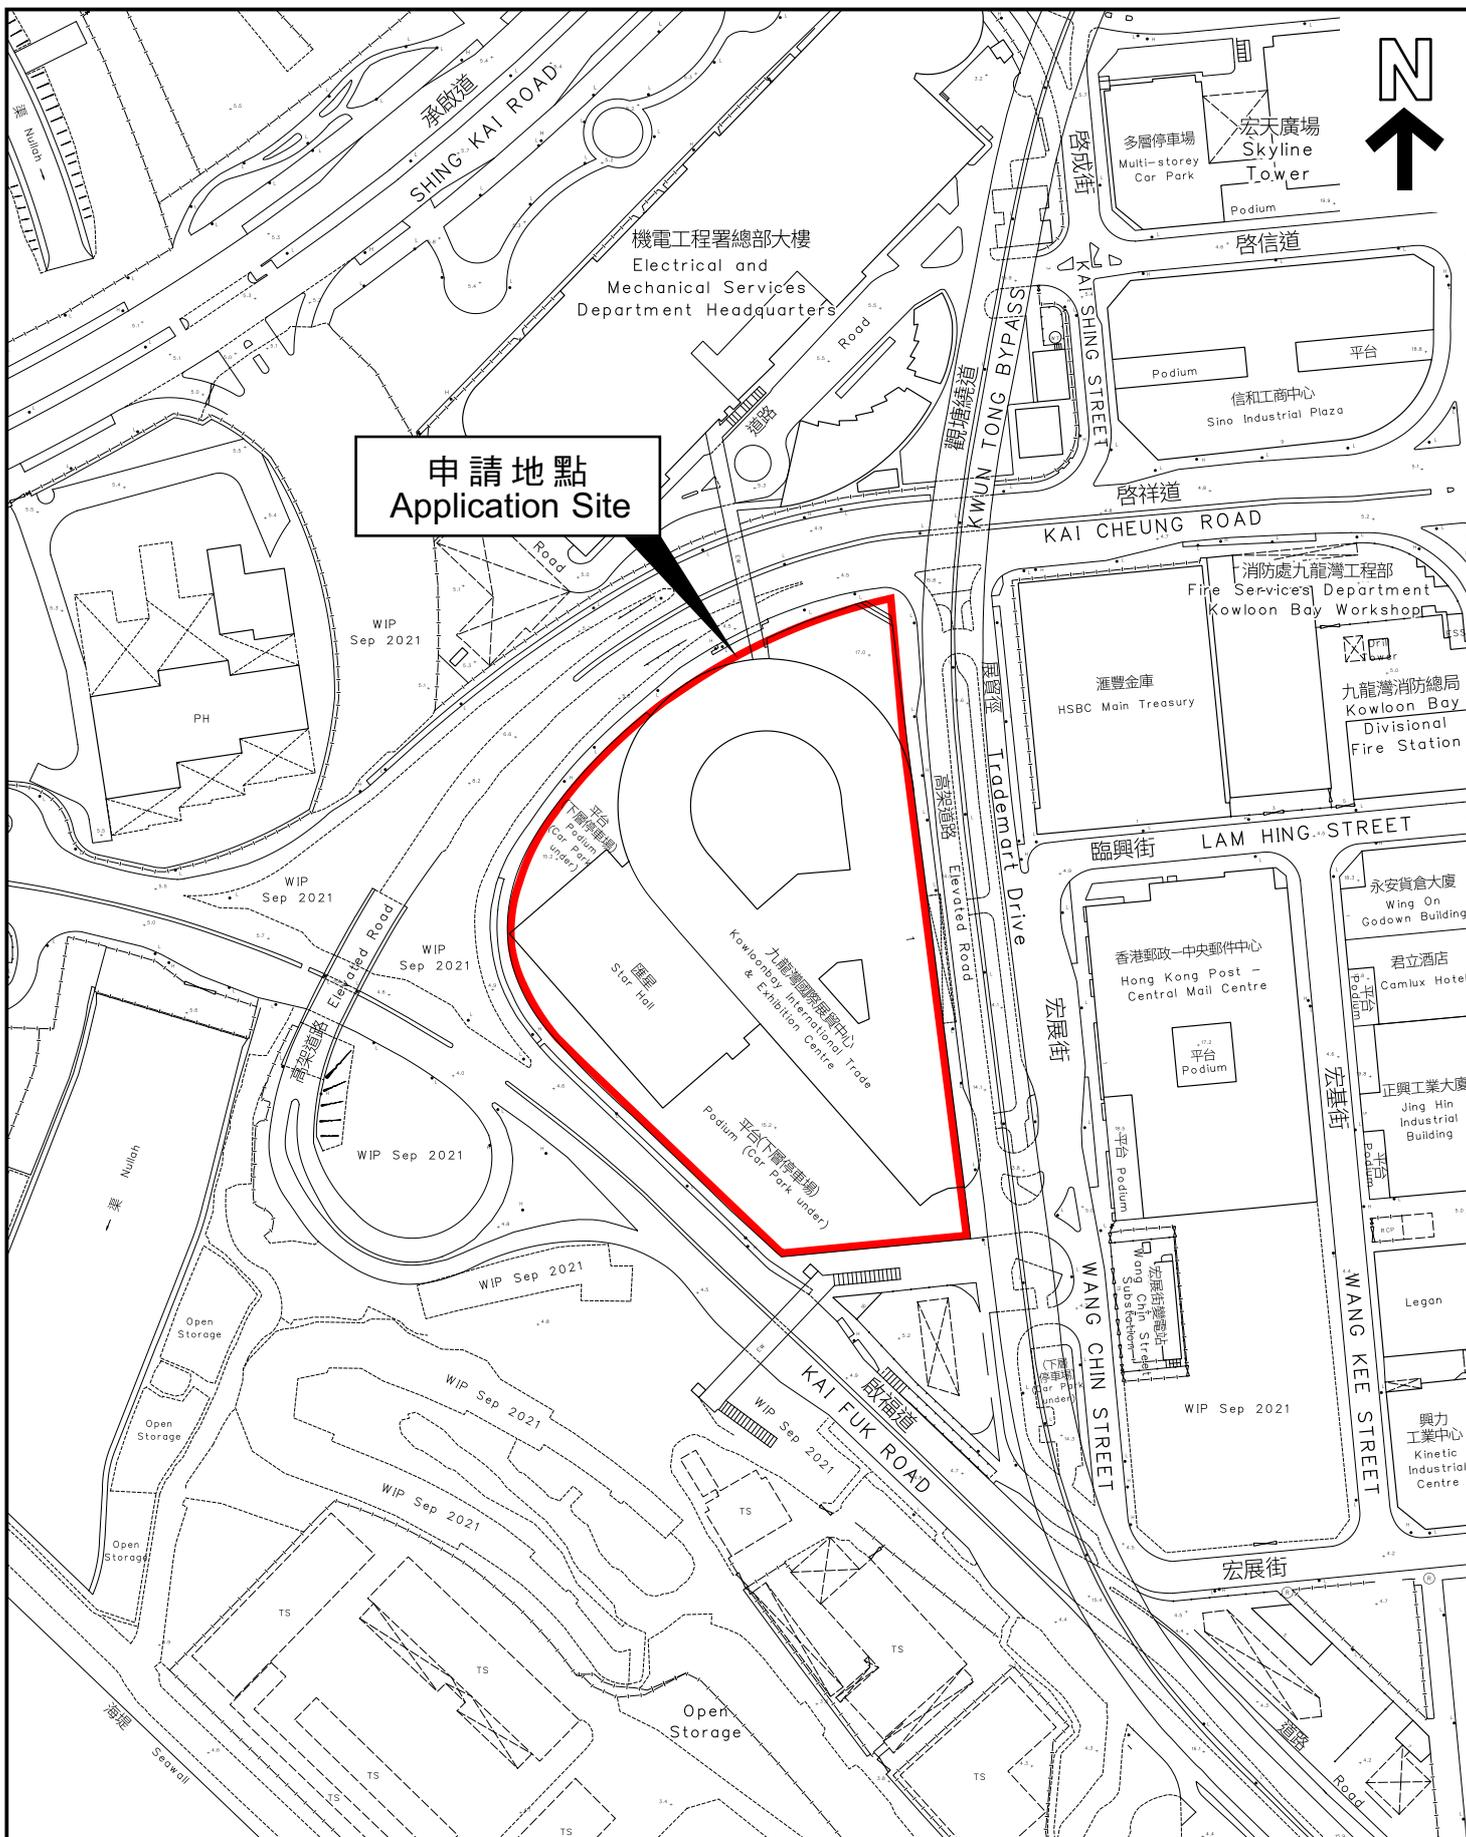 N
渠 Nullah
承啟道
SHING KAI ROAD
機電工程署總部大樓
Electrical and
Mechanical Services
Department Headquarters
Road
道路
觀塘繞道
KWUN TONG BYPASS
啓成街
KAI SHING STREET
多層停車場
Multi-storey
Car Park
宏天廣場
Skyline
Tower
Podium
啓信道
Podium
平台
信和工商中心
Sino Industrial Plaza
啓祥道
KAI CHEUNG ROAD
申請地點
Application Site
Road
WIP
Sep 2021
PH
消防處九龍灣工程部
Fire Services Department
Kowloon Bay Workshop
ESS
Drill
Tower
九龍灣消防總局
Kowloon Bay
Divisional
Fire Station
滙豐金庫
HSBC Main Treasury
展貿徑
Trademart Drive
高架道路
Elevated Road
臨興街
LAM HING STREET
平台
(下層停車場)
Podium
(Car Park
under)
匯星
Star Hall
九龍灣國際展貿中心
Kowloonbay International Trade
& Exhibition Centre
平台(下層停車場)
Podium (Car Park
under)
WIP
Sep 2021
WIP
Sep 2021
高架道路
Elevated Road
WIP Sep 2021
渠 Nullah
永安貨倉大廈
Wing On
Godown Building
君立酒店
Camlux Hotel
平台
Podium
香港郵政－中央郵件中心
Hong Kong Post –
Central Mail Centre
17.2
平台
Podium
宏展街
宏基街
正興工業大廈
Jing Hin
Industrial
Building
平台
Podium
平台 Podium
RCP
宏展街變電站
Wang Chin Street
Substation
WANG CHIN STREET
WANG KEE STREET
Legan
WIP Sep 2021
興力
工業中心
Kinetic
Industrial
Centre
宏展街
WIP Sep 2021
Open
Storage
WIP Sep 2021
Open
Storage
WIP Sep 2021
Open
Storage
WIP Sep 2021
KAI FUK ROAD
啟福道
(下層
停車場)
(Car Park
under)
TS
TS
TS
TS
TS
TS
TS
TS
Open
Storage
海堤
Seawall
道路
Road